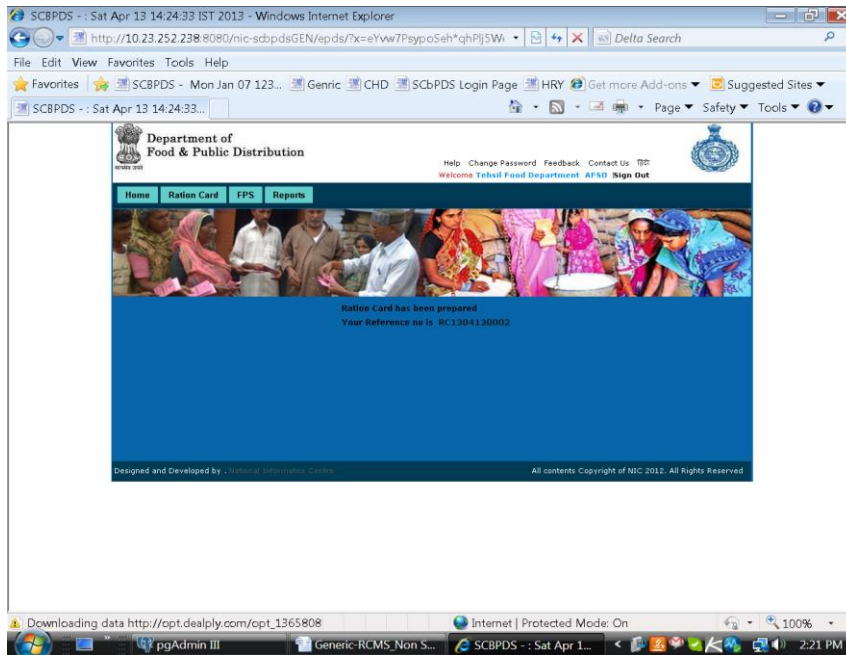 SCBPDS - : Sat Apr 13 14:24:33 IST 2013 - Windows Internet Explorer
http://10.23.252.238:8080/nic-scbpdsGEN/epds/?x=eYvw7PsypoSeh*qhPlj5W
Delta Search
File Edit View Favorites Tools Help
Favorites SCBPDS - Mon Jan 07 123... Genric CHD SCbPDS Login Page HRY Get more Add-ons Suggested Sites
SCBPDS - : Sat Apr 13 14:24:33...
Page Safety Tools
Department of
Food & Public Distribution
सत्यमेव जयते
Help Change Password Feedback Contact Us हिंदी
Welcome Tehsil Food Department AFSO Sign Out
Home Ration Card FPS Reports
Ration Card has been prepared
Your Reference no is RC1304130002
Designed and Developed by . National Informatics Centre
All contents Copyright of NIC 2012. All Rights Reserved
Downloading data http://opt.dealply.com/opt_1365808
Internet | Protected Mode: On
100%
pgAdmin III
Generic-RCMS_Non S...
SCBPDS - : Sat Apr 1...
2:21 PM